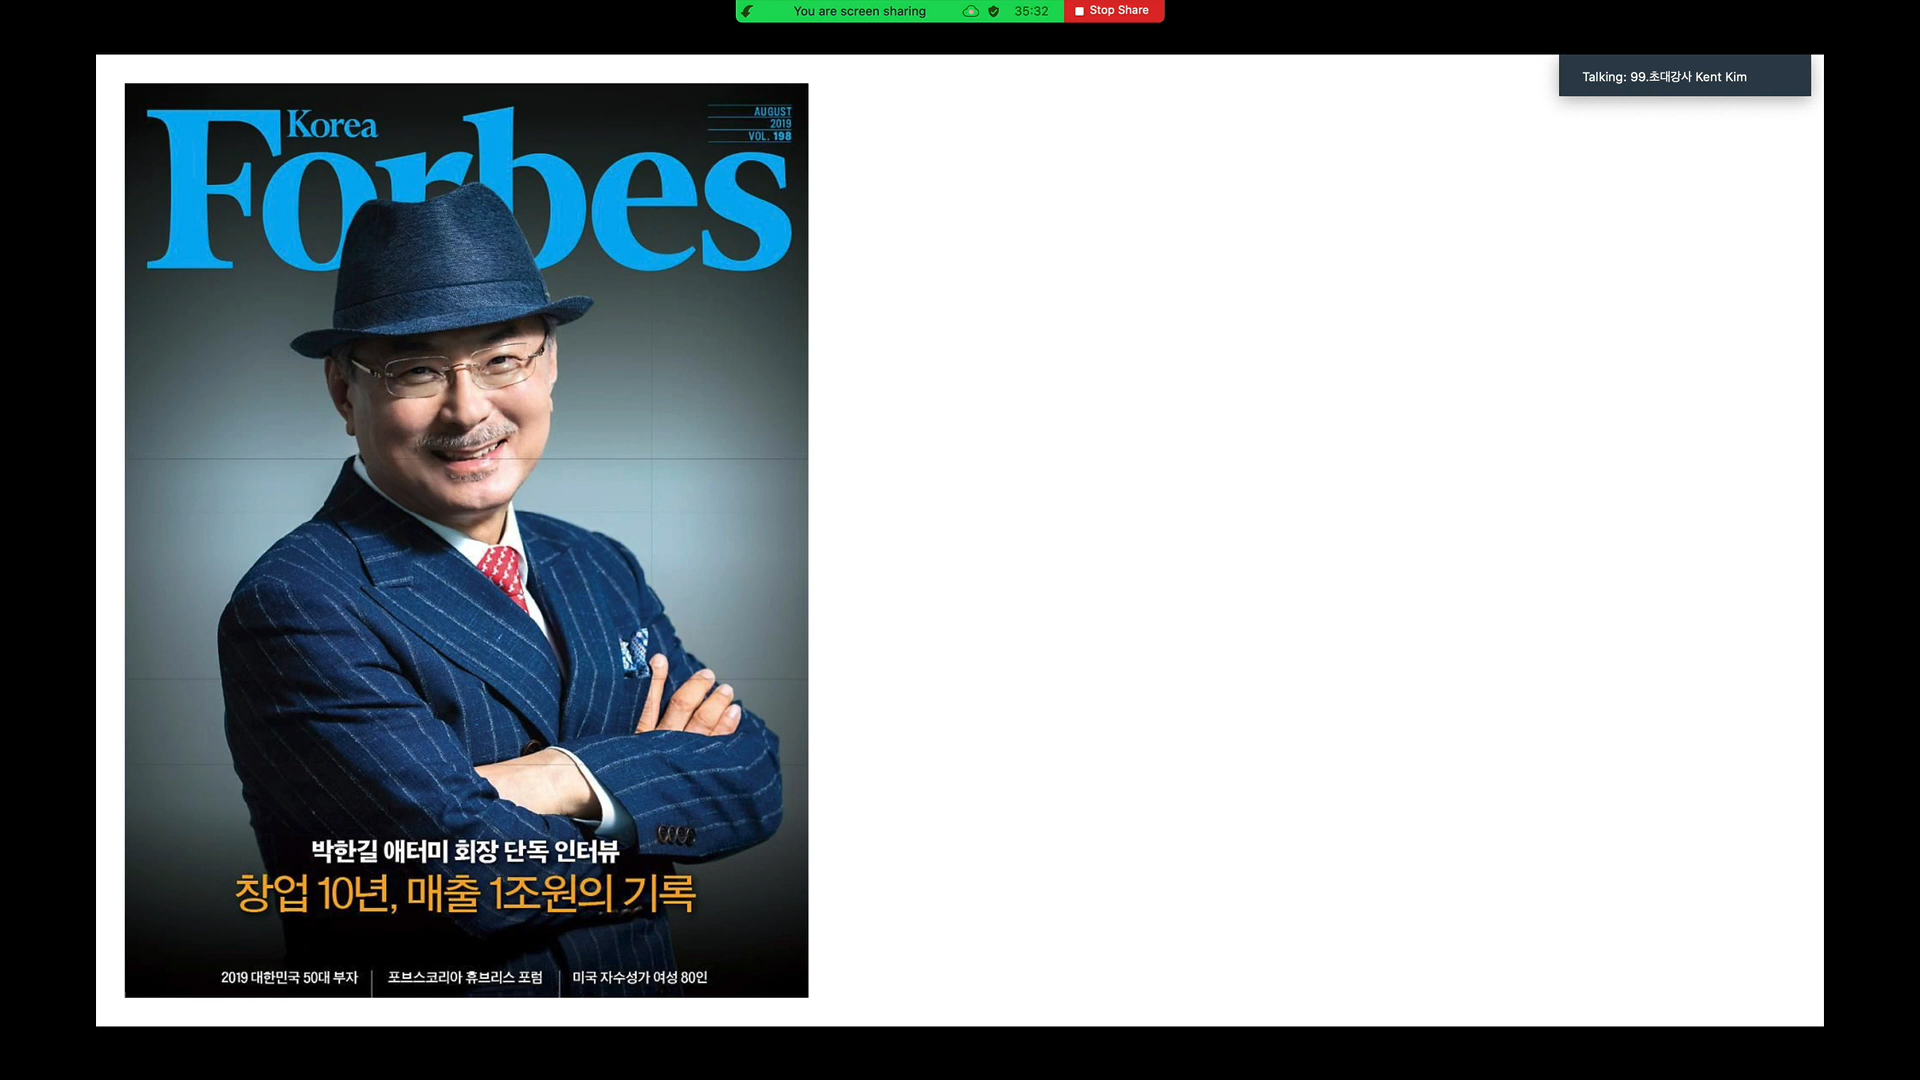 You are screen sharing 35:32 Stop Share
Talking: 99.초대강사 Kent Kim
Korea
Forbes
AUGUST
2019
VOL. 198
박한길 애터미 회장 단독 인터뷰
창업 10년, 매출 1조원의 기록
2019 대한민국 50대 부자 | 포브스코리아 휴브리스 포럼 | 미국 자수성가 여성 80인